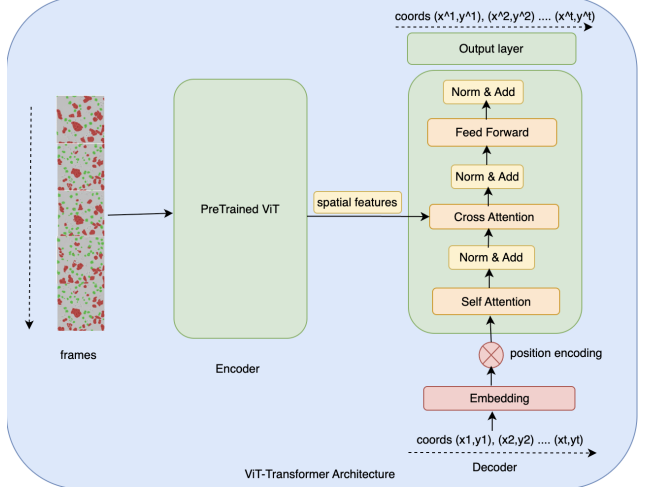 coords (x^1,y^1), (x^2,y^2) .... (x^t,y^t)
Output layer
Norm & Add
Feed Forward
Norm & Add
PreTrained ViT
spatial features
Cross Attention
Norm & Add
Self Attention
frames
position encoding
Encoder
Embedding
coords (x1,y1), (x2,y2) .... (xt,yt)
Decoder
ViT-Transformer Architecture